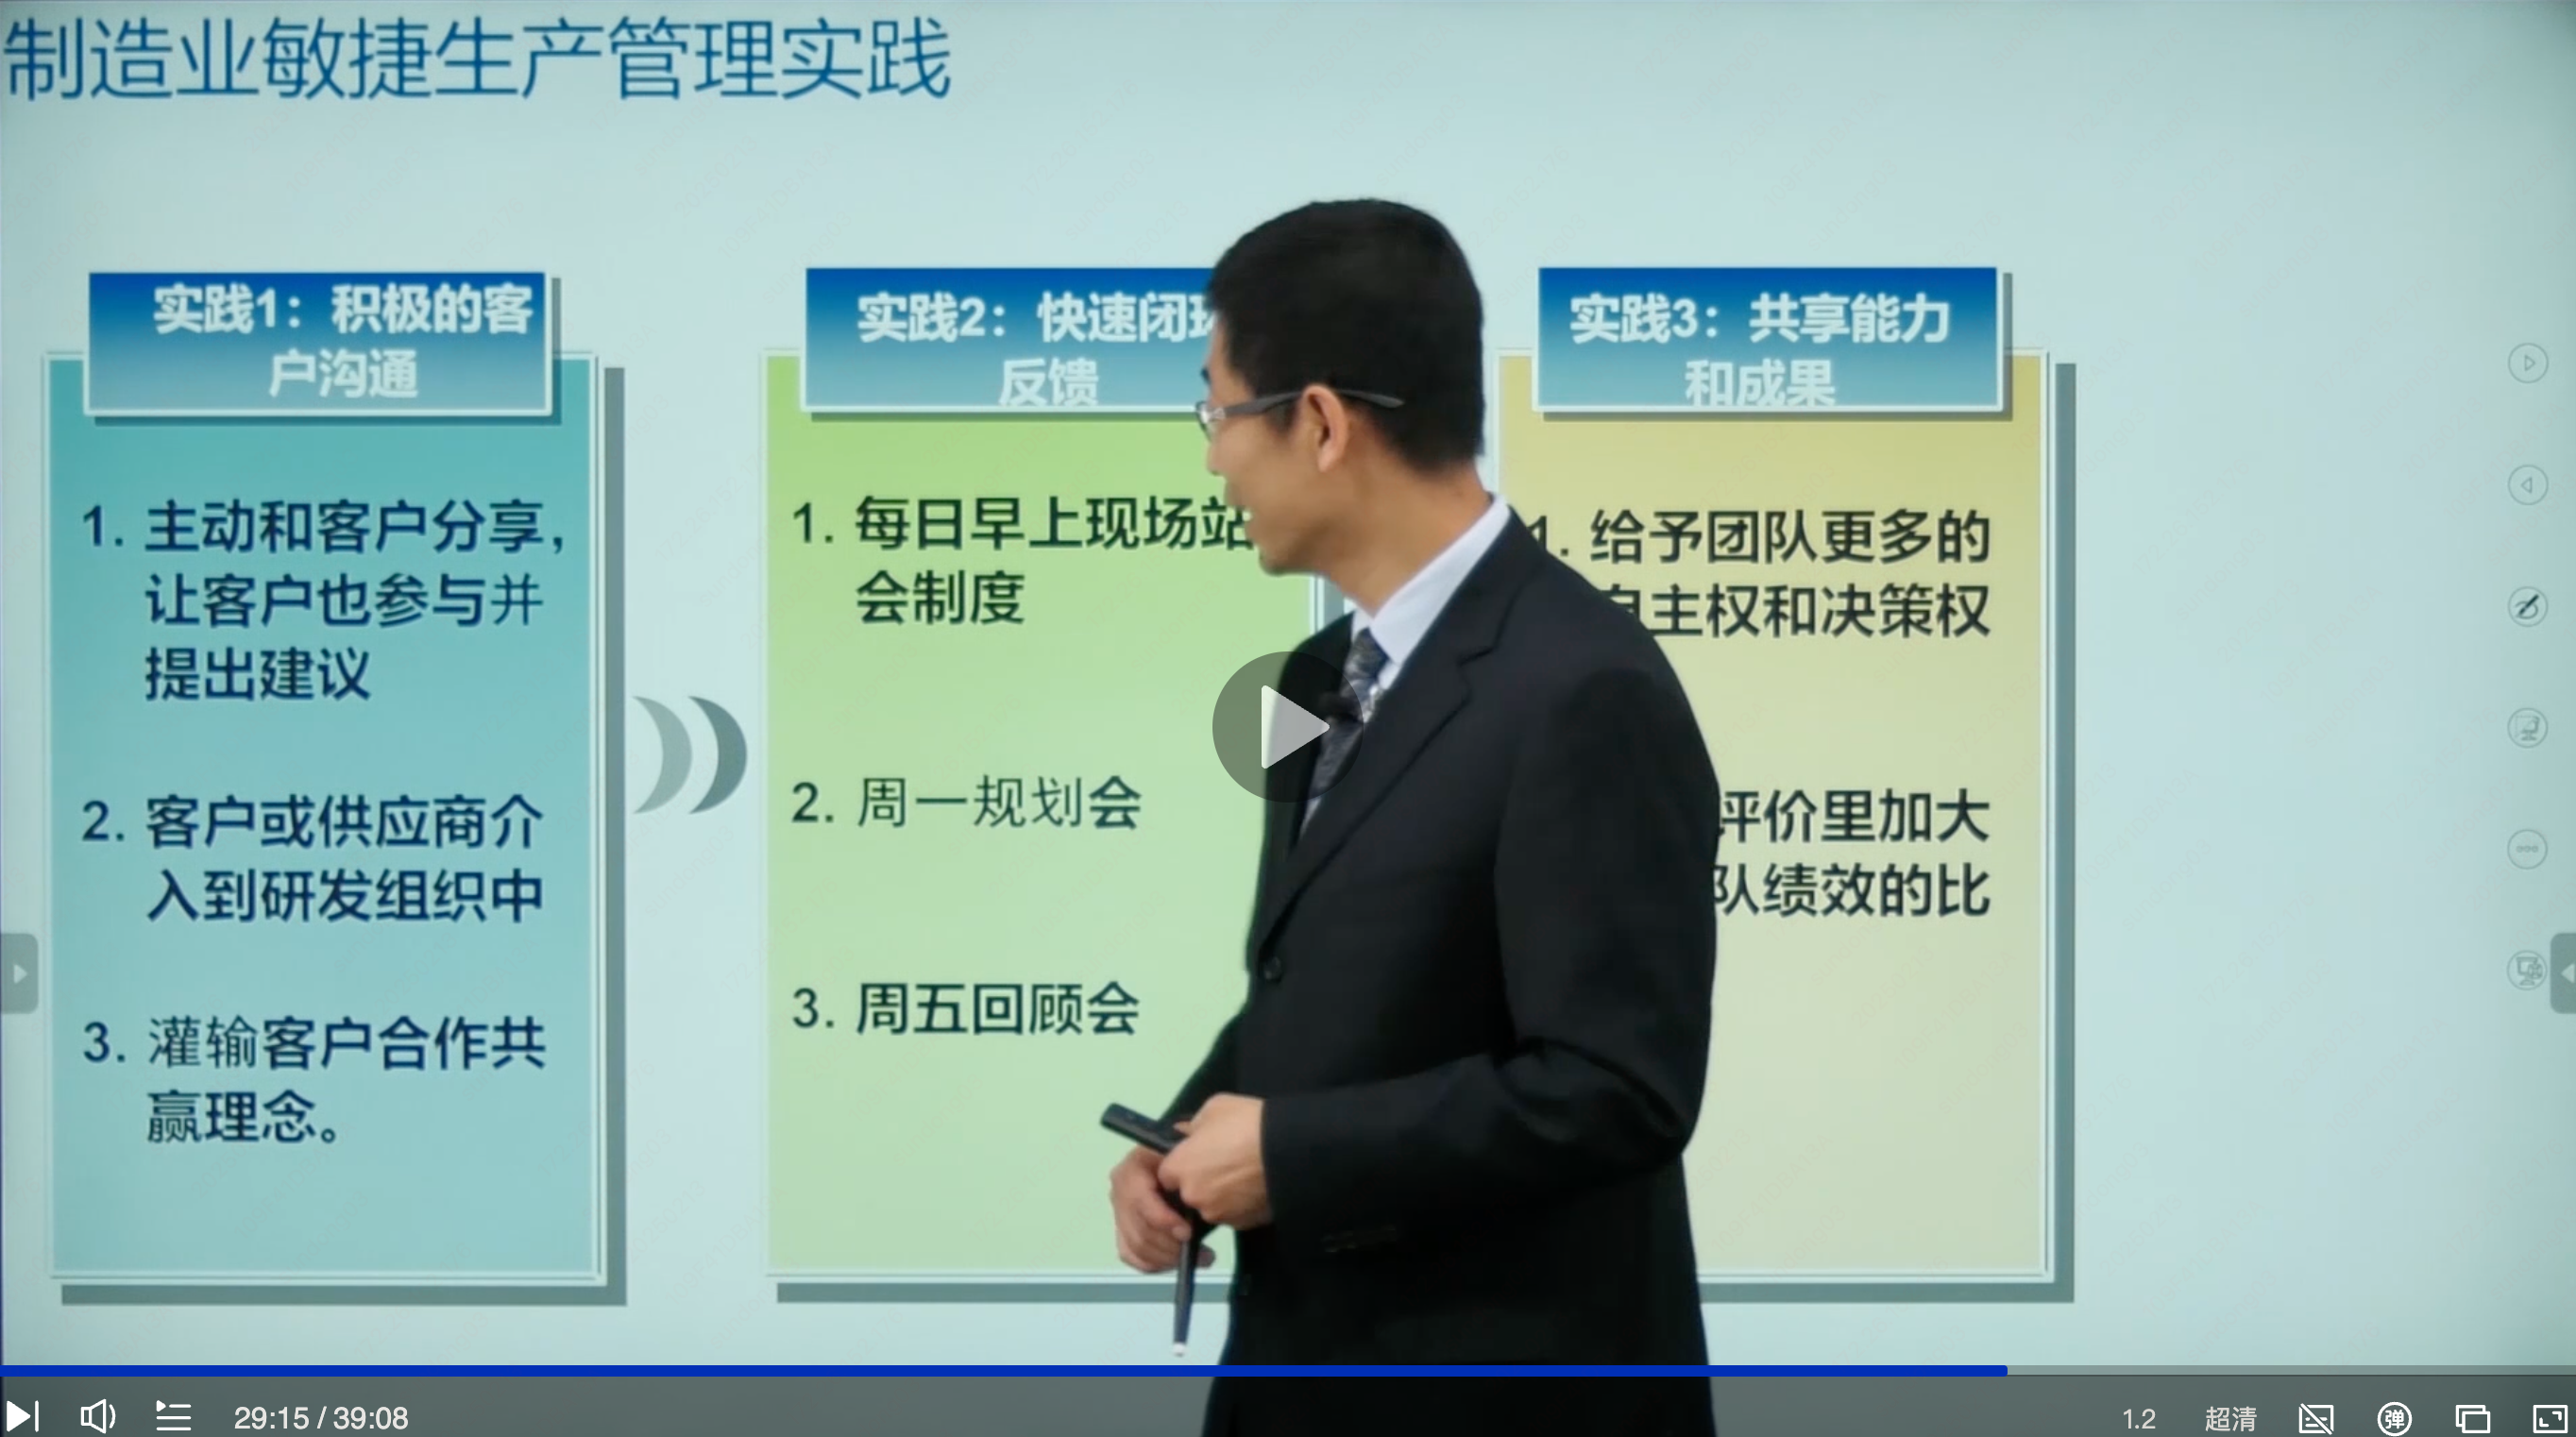 制造业敏捷生产管理实践
实践1：积极的客
户沟通
1. 主动和客户分享，
让客户也参与并
提出建议
2. 客户或供应商介
入到研发组织中
3. 灌输客户合作共
赢理念。
实践2：快速闭环
反馈
1. 每日早上现场站
会制度
2. 周一规划会
3. 周五回顾会
实践3：共享能力
和成果
1. 给予团队更多的
自主权和决策权
评价里加大
队绩效的比
29:15 / 39:08
1.2
超清
弹